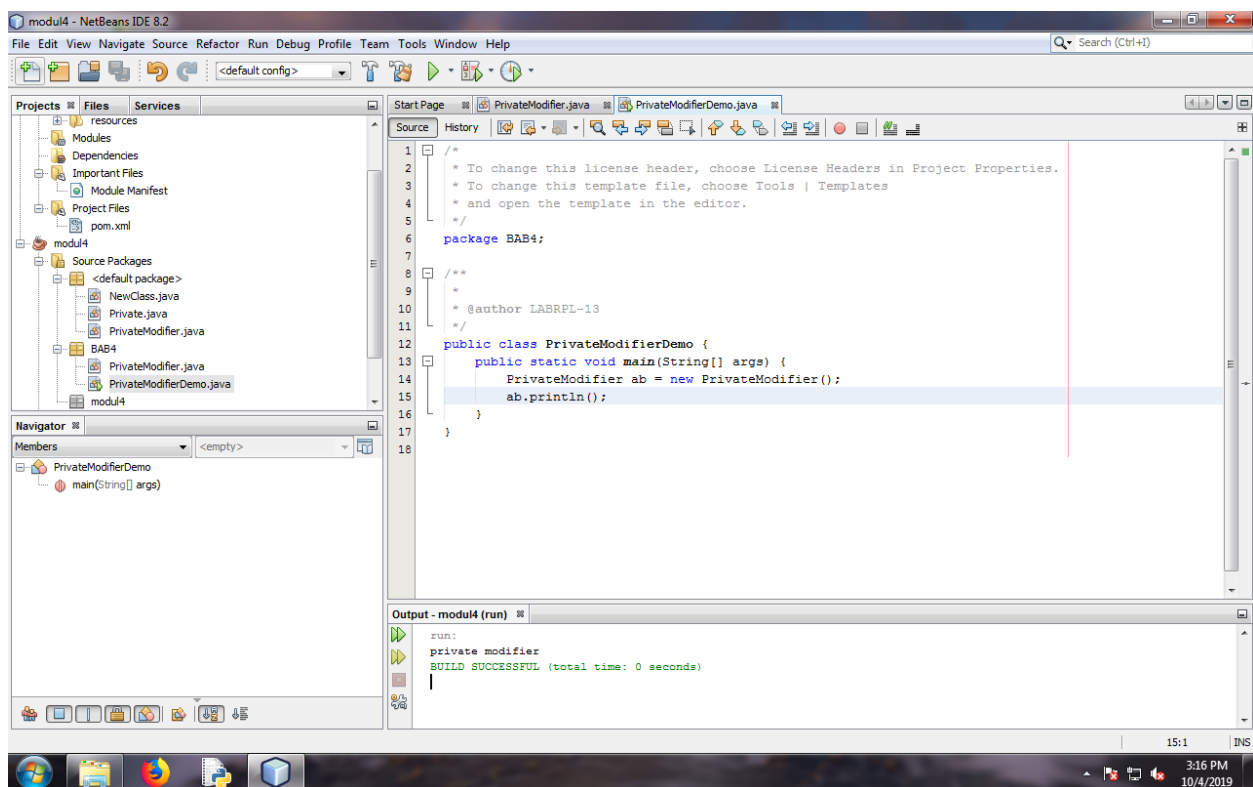 modul4 - NetBeans IDE 8.2
File Edit View Navigate Source Refactor Run Debug Profile Team Tools Window Help
Search (Ctrl+I)
<default config>
Projects Files Services
resources
Modules
Dependencies
Important Files
Module Manifest
Project Files
pom.xml
modul4
Source Packages
<default package>
NewClass.java
Private.java
PrivateModifier.java
BAB4
PrivateModifier.java
PrivateModifierDemo.java
modul4
Navigator
Members <empty>
PrivateModifierDemo
main(String[] args)
Start Page PrivateModifier.java PrivateModifierDemo.java
Source History
1 /*
2 * To change this license header, choose License Headers in Project Properties.
3 * To change this template file, choose Tools | Templates
4 * and open the template in the editor.
5 */
6 package BAB4;
7
8 /**
9 *
10 * @author LABRPL-13
11 */
12 public class PrivateModifierDemo {
13 public static void main(String[] args) {
14 PrivateModifier ab = new PrivateModifier();
15 ab.println();
16 }
17 }
18
Output - modul4 (run)
run:
private modifier
BUILD SUCCESSFUL (total time: 0 seconds)
15:1 INS
3:16 PM
10/4/2019